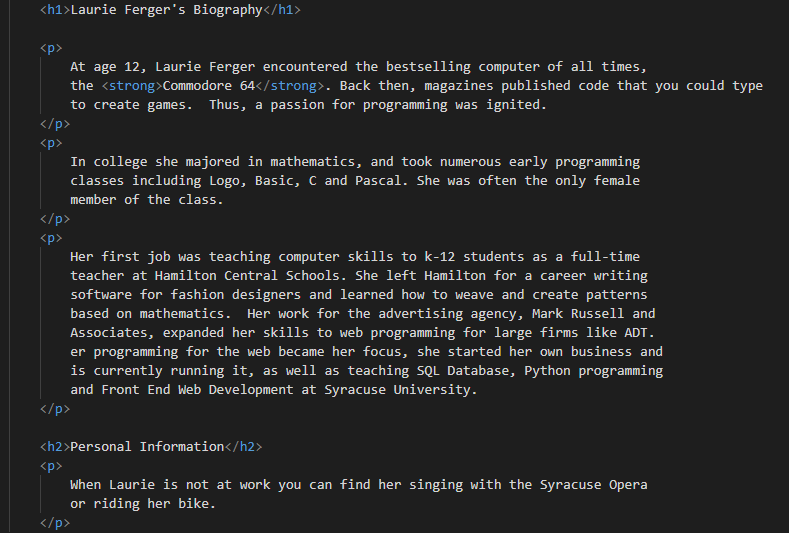 <h1>Laurie Ferger's Biography</h1>
<p>
At age 12, Laurie Ferger encountered the bestselling computer of all times,
the <strong>Commodore 64</strong>. Back then, magazines published code that you could type
to create games.  Thus, a passion for programming was ignited.
</p>
<p>
In college she majored in mathematics, and took numerous early programming
classes including Logo, Basic, C and Pascal. She was often the only female
member of the class.
</p>
<p>
Her first job was teaching computer skills to k-12 students as a full-time
teacher at Hamilton Central Schools. She left Hamilton for a career writing
software for fashion designers and learned how to weave and create patterns
based on mathematics.  Her work for the advertising agency, Mark Russell and
Associates, expanded her skills to web programming for large firms like ADT.
er programming for the web became her focus, she started her own business and
is currently running it, as well as teaching SQL Database, Python programming
and Front End Web Development at Syracuse University.
</p>
<h2>Personal Information</h2>
<p>
When Laurie is not at work you can find her singing with the Syracuse Opera
or riding her bike.
</p>